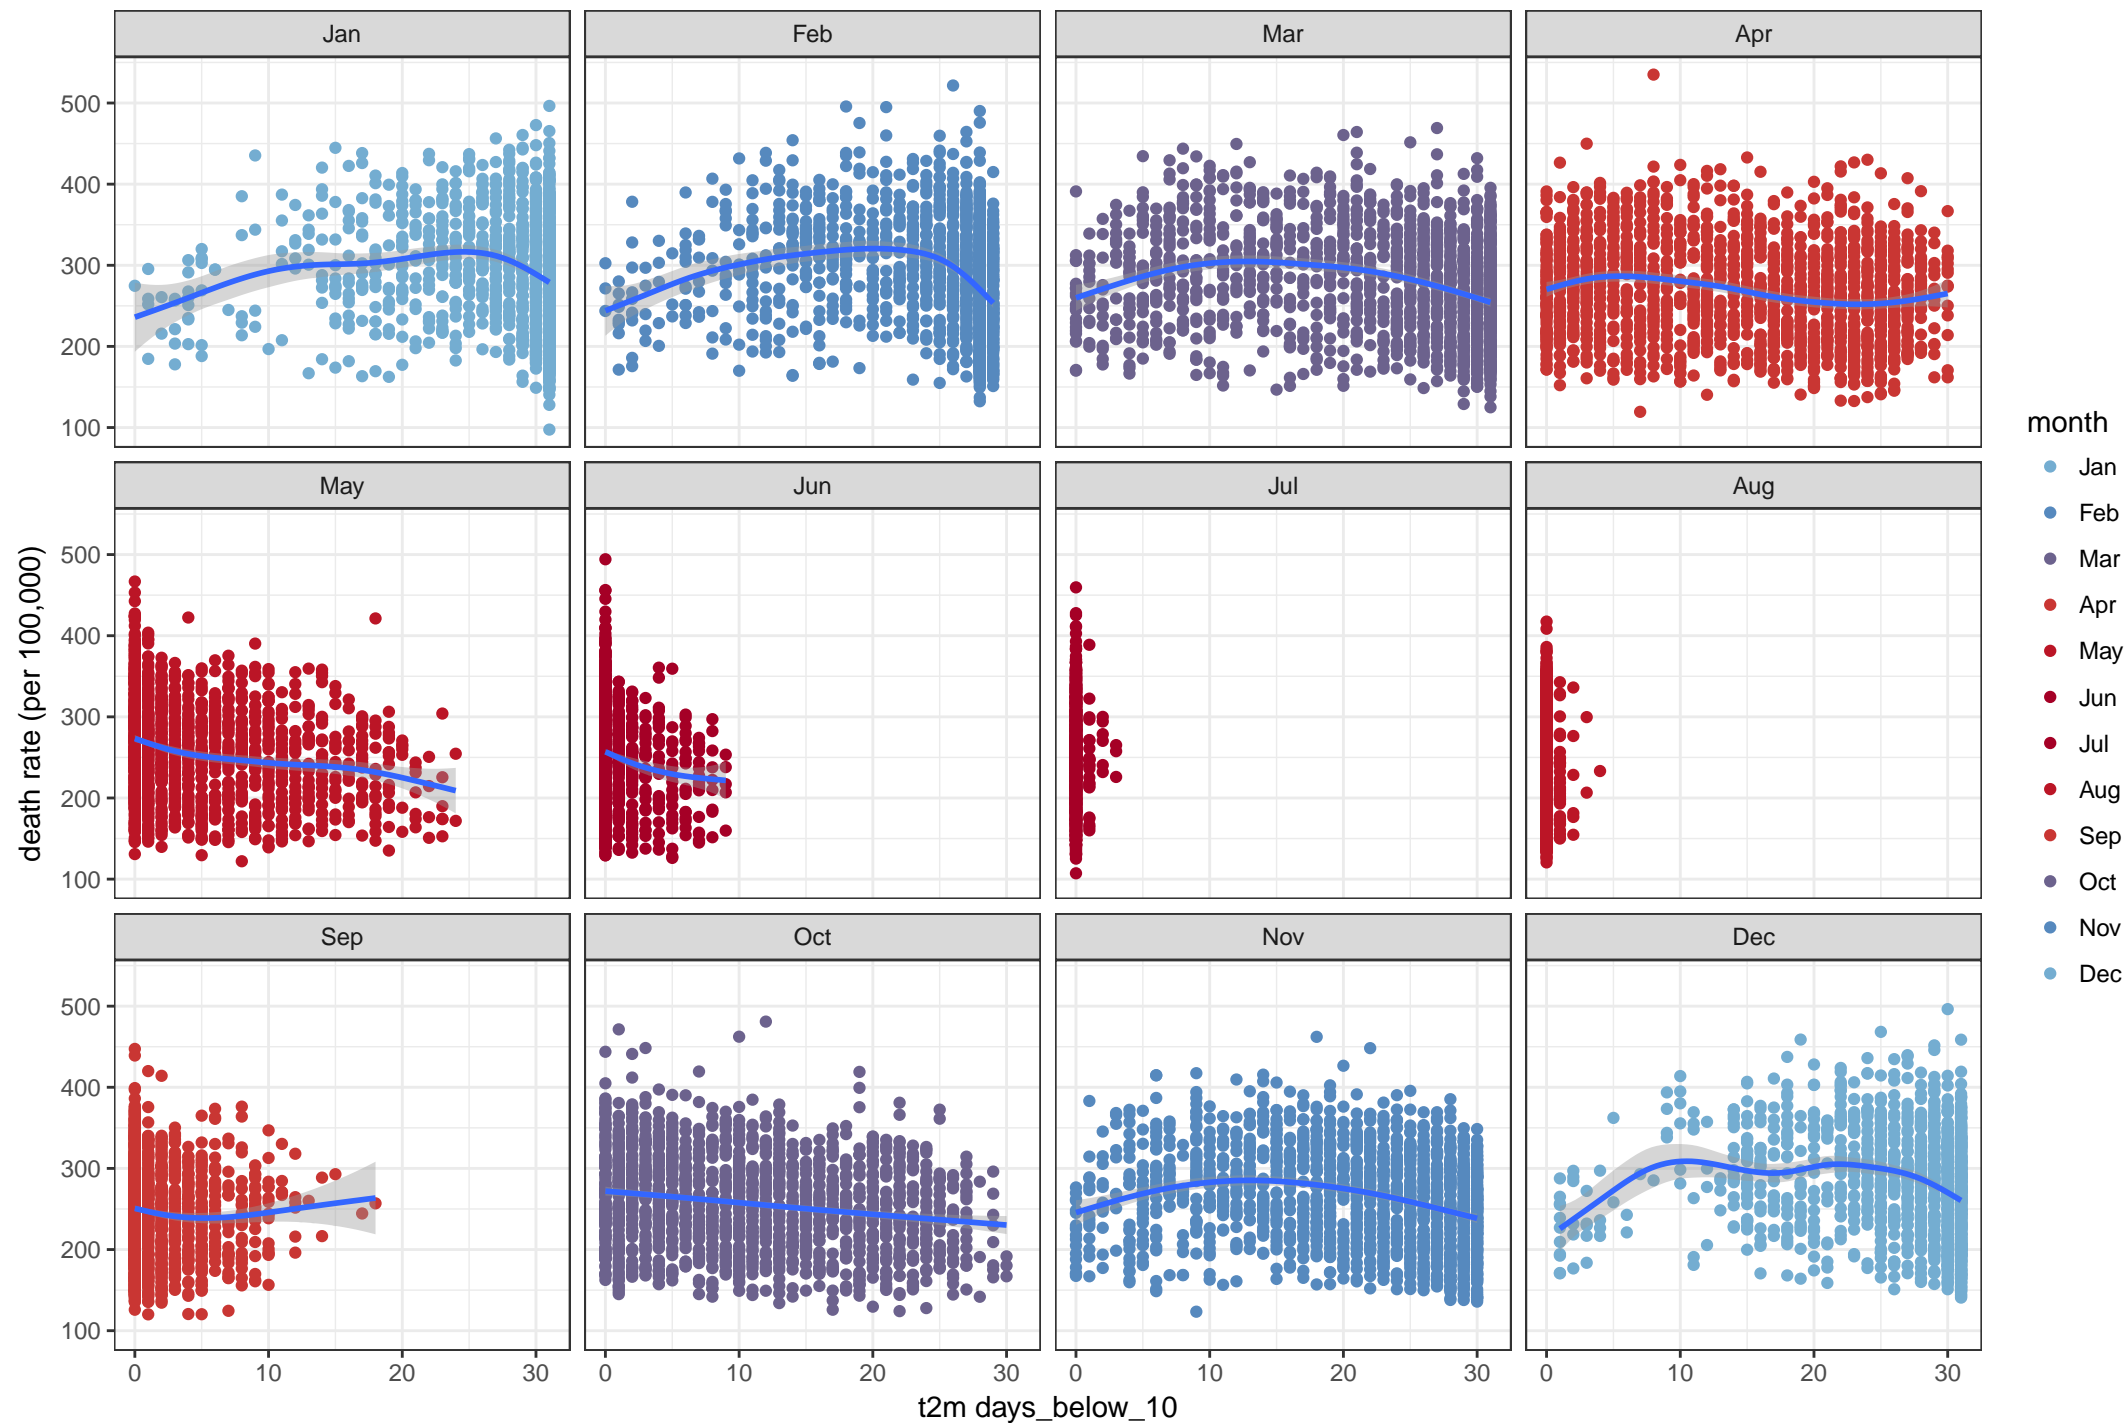 Jan Feb Mar Apr
500
400
300
200
100
May Jun Jul Aug
500
400
300
200
100
Sep Oct Nov Dec
500
400
300
200
100
0 10 20 30 0 10 20 30 0 10 20 30 0 10 20 30
t2m days_below_10
death rate (per 100,000)
month
Jan
Feb
Mar
Apr
May
Jun
Jul
Aug
Sep
Oct
Nov
Dec